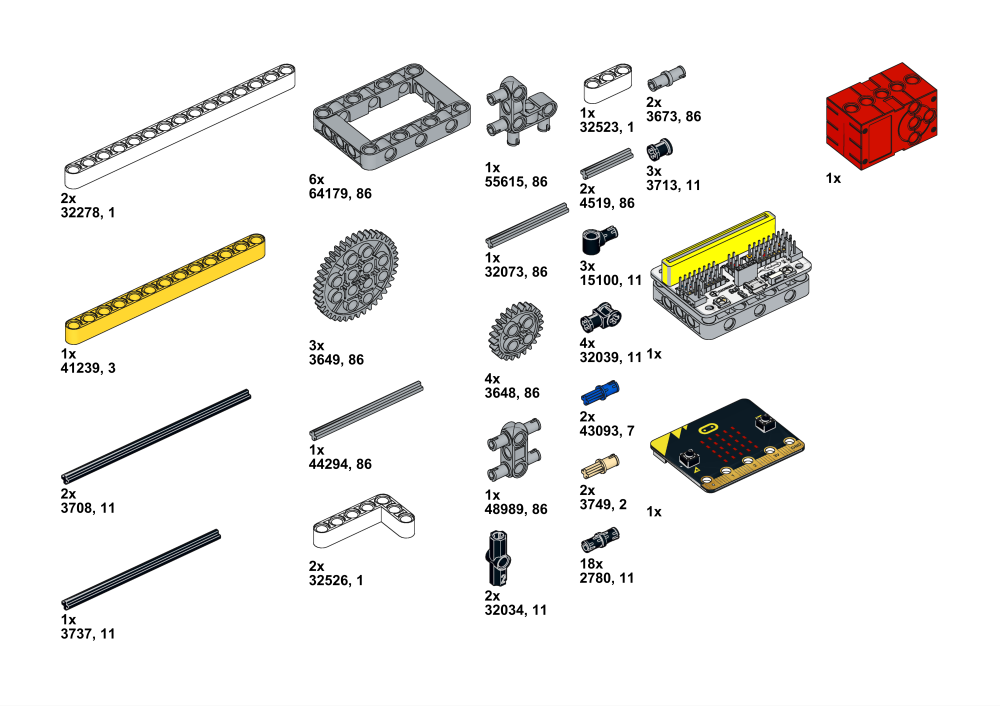 2x
32278, 1
1x
41239, 3
2x
3708, 11
1x
3737, 11
6x
64179, 86
3x
3649, 86
1x
44294, 86
2x
32526, 1
1x
55615, 86
1x
32073, 86
4x
3648, 86
1x
48989, 86
2x
32034, 11
1x
32523, 1
2x
4519, 86
3x
15100, 11
4x
32039, 11
2x
43093, 7
2x
3749, 2
18x
2780, 11
2x
3673, 86
3x
3713, 11
1x
1x
1x